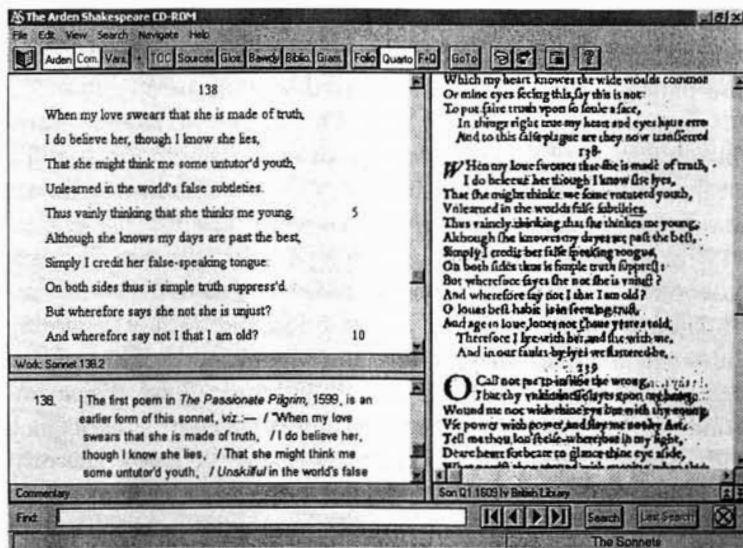 The Arden Shakespeare CD-ROM
File Edit View Search Navigate Help
Arden Com. Vars. TOC Sources Glos. Bawdy Biblio. Gram. Folio Quarto F+Q GoTo
138
When my love swears that she is made of truth,
I do believe her, though I know she lies,
That she might think me some untutor'd youth,
Unlearned in the world's false subtleties.
Thus vainly thinking that she thinks me young, 5
Although she knows my days are past the best,
Simply I credit her false-speaking tongue:
On both sides thus is simple truth suppress'd.
But wherefore says she not she is unjust?
And wherefore say not I that I am old? 10
Work: Sonnet 138.2
138. ] The first poem in The Passionate Pilgrim, 1599, is an
earlier form of this sonnet, viz.:— / "When my love
swears that she is made of truth, / I do believe her,
though I know she lies, / That she might think me
some untutor'd youth, / Unskilful in the world's false
Commentary
Which my heart knowes the wide worlds common
Or mine eyes seeing this, say this is not
To put faire truth vpon so foule a face,
In things right true my heart and eyes haue
And to this false plague are they now transferred
138
WHen my loue sweares that she is made of truth,
I do beleeue her though I know she lyes,
That she might thinke me some vntuterd youth,
Vnlearned in the worlds false subtilties.
Thus vainely thinking that she thinkes me young,
Although she knowes my dayes are past the best,
Simply I credit her false speaking tongue,
On both sides thus is simple truth supprest:
But wherefore sayes she not she is vniust?
And wherefore say not I that I am old?
O loues best habit is in seeming trust,
And age in loue, loues not t'haue yeares told,
Therefore I lye with her, and she with me,
And in our faults by lyes we flattered be.
139
O Call not me to the wrong,
That thy layes vpon my heart,
Wound me not with thine eye but with thy toung,
Vse power with power, and slay me not by Art,
Tell me thou in my sight,
Deare heart forbeare to glance thine eye aside,
Son Q1 1609 by British Library
Find:
Search Last Search
The Sonnets